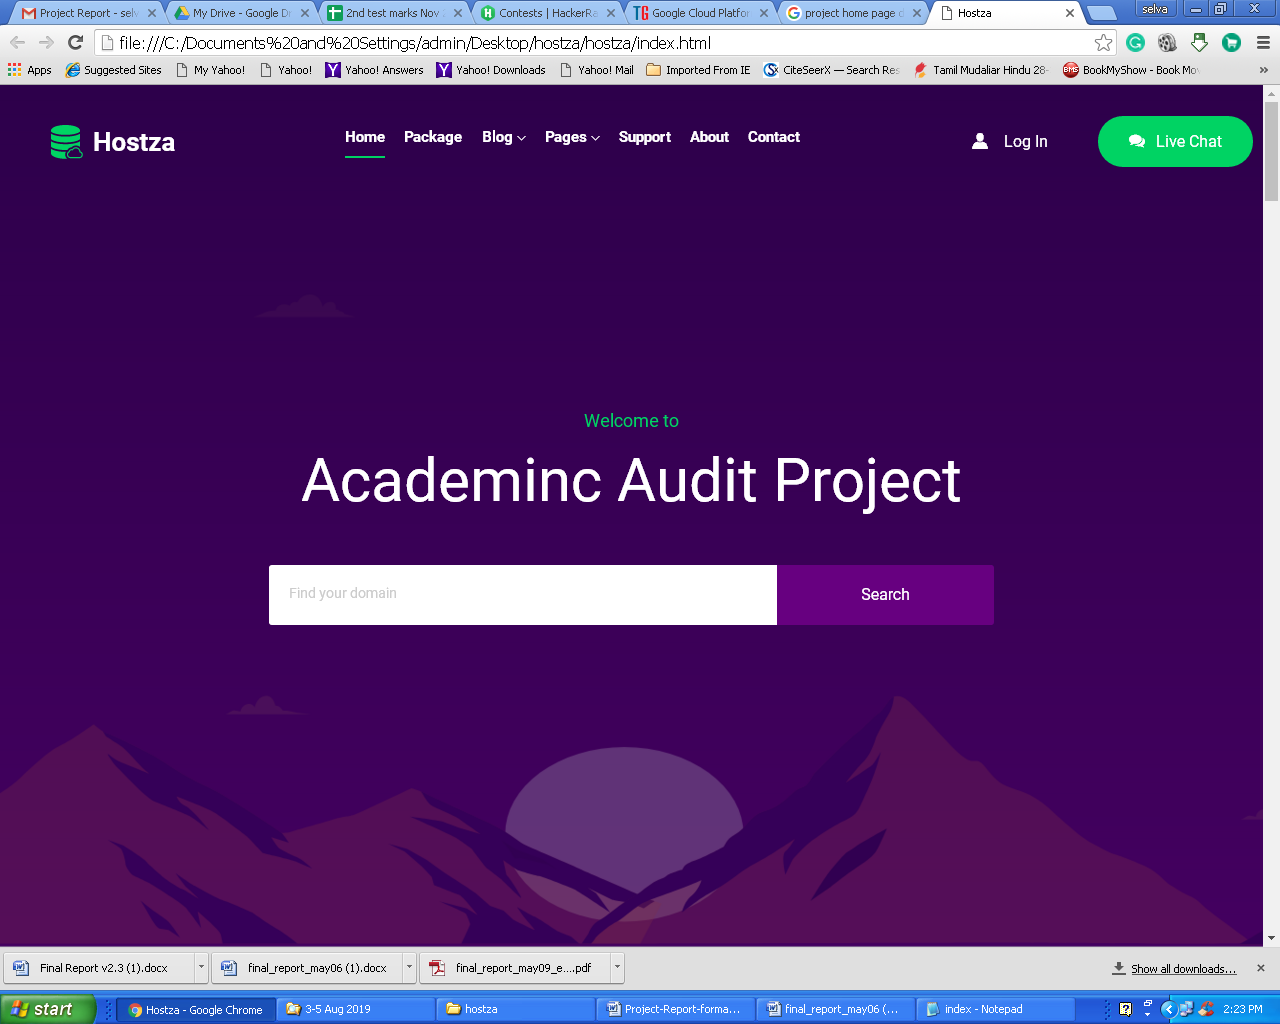 Project Report - selv
My Drive - Google Dr
2nd test marks Nov
Contests | HackerRa
Google Cloud Platfor
project home page d
Hostza
selva
file:///C:/Documents%20and%20Settings/admin/Desktop/hostza/hostza/index.html
Apps
Suggested Sites
My Yahoo!
Yahoo!
Yahoo! Answers
Yahoo! Downloads
Yahoo! Mail
Imported From IE
CiteSeerX — Search Res
Tamil Mudaliar Hindu 28-
BookMyShow - Book Mov
»
Hostza
Home Package Blog Pages Support About Contact
Log In
Live Chat
Welcome to
Academinc Audit Project
Find your domain
Search
Final Report v2.3 (1).docx
final_report_may06 (1).docx
final_report_may09_e....pdf
Show all downloads...
start
Hostza - Google Chrome
3-5 Aug 2019
hostza
Project-Report-forma...
final_report_may06 (...
index - Notepad
2:23 PM